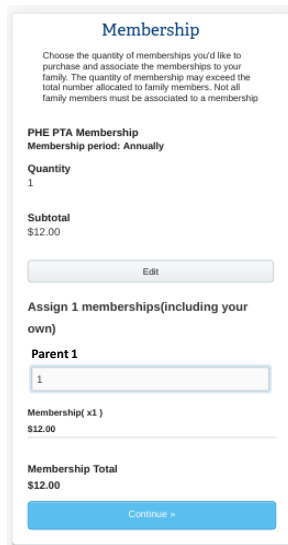 Membership
Choose the quantity of memberships you'd like to
purchase and associate the memberships to your
family. The quantity of membership may exceed the
total number allocated to family members. Not all
family members must be associated to a membership
PHE PTA Membership
Membership period: Annually
Quantity
1
Subtotal
$12.00
Edit
Assign 1 memberships(including your
own)
Parent 1
1
Membership( x1 )
$12.00
Membership Total
$12.00
Continue »